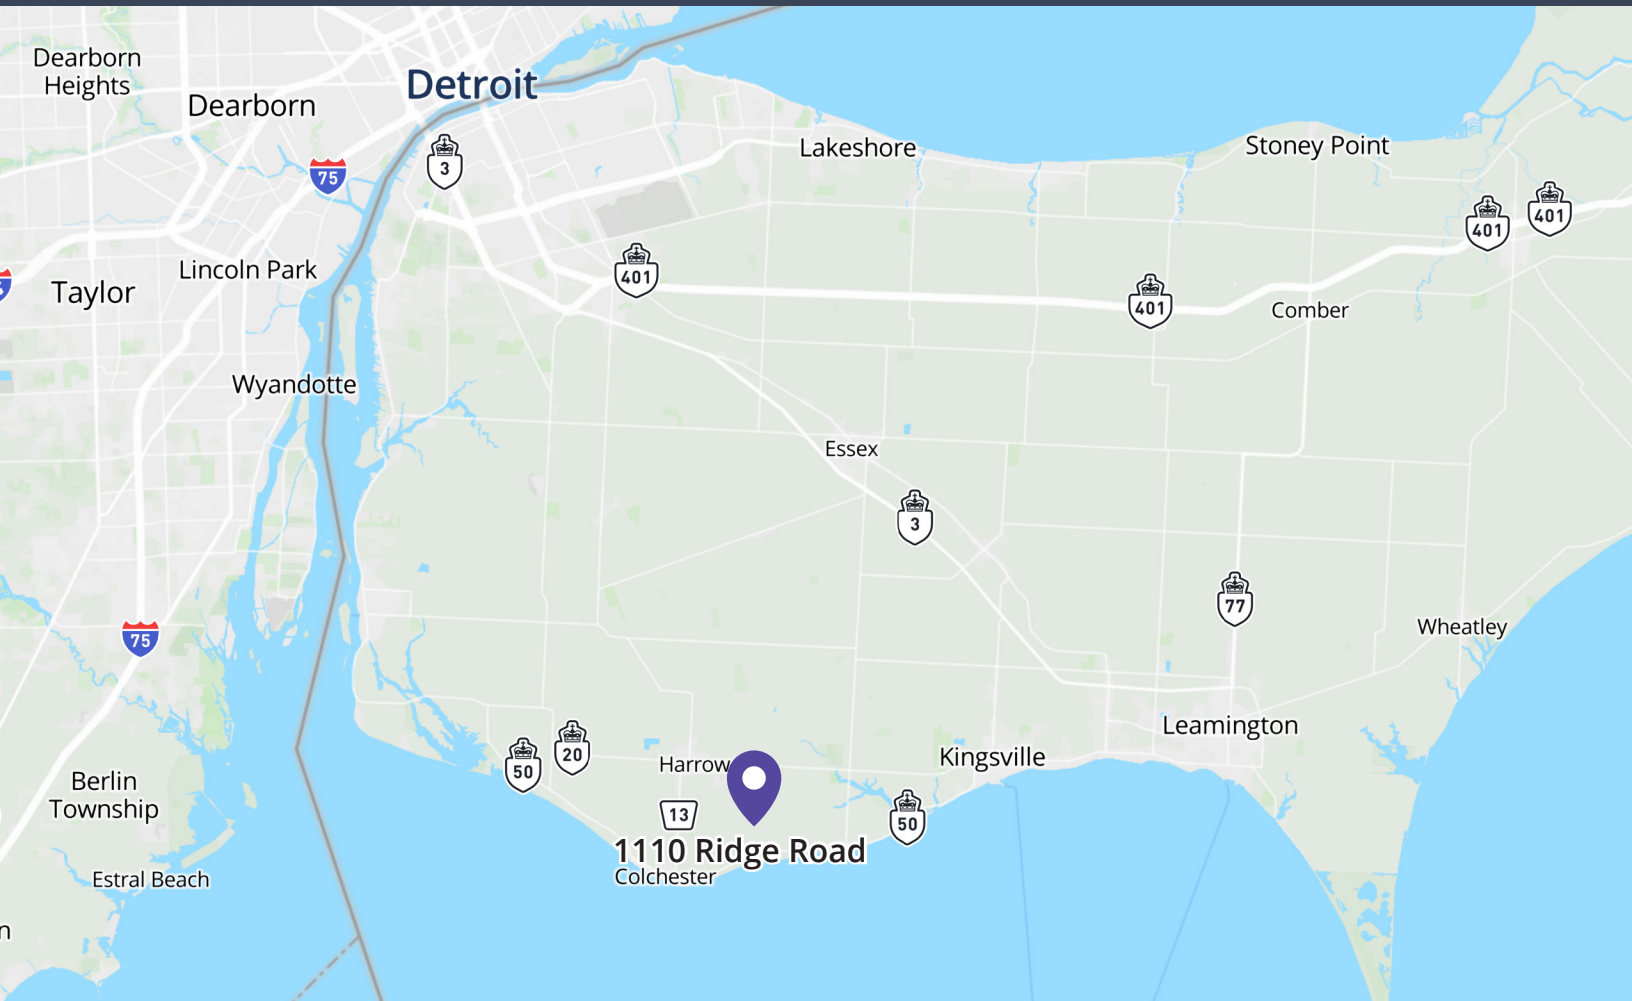 Dearborn
Heights
Detroit
Dearborn
3
Lakeshore
Stoney Point
75
401
401
401
Lincoln Park
Taylor
401
Comber
Wyandotte
Essex
3
77
Wheatley
75
Leamington
20
Kingsville
50
Harrow
Berlin
Township
13
50
1110 Ridge Road
Colchester
Estral Beach
n